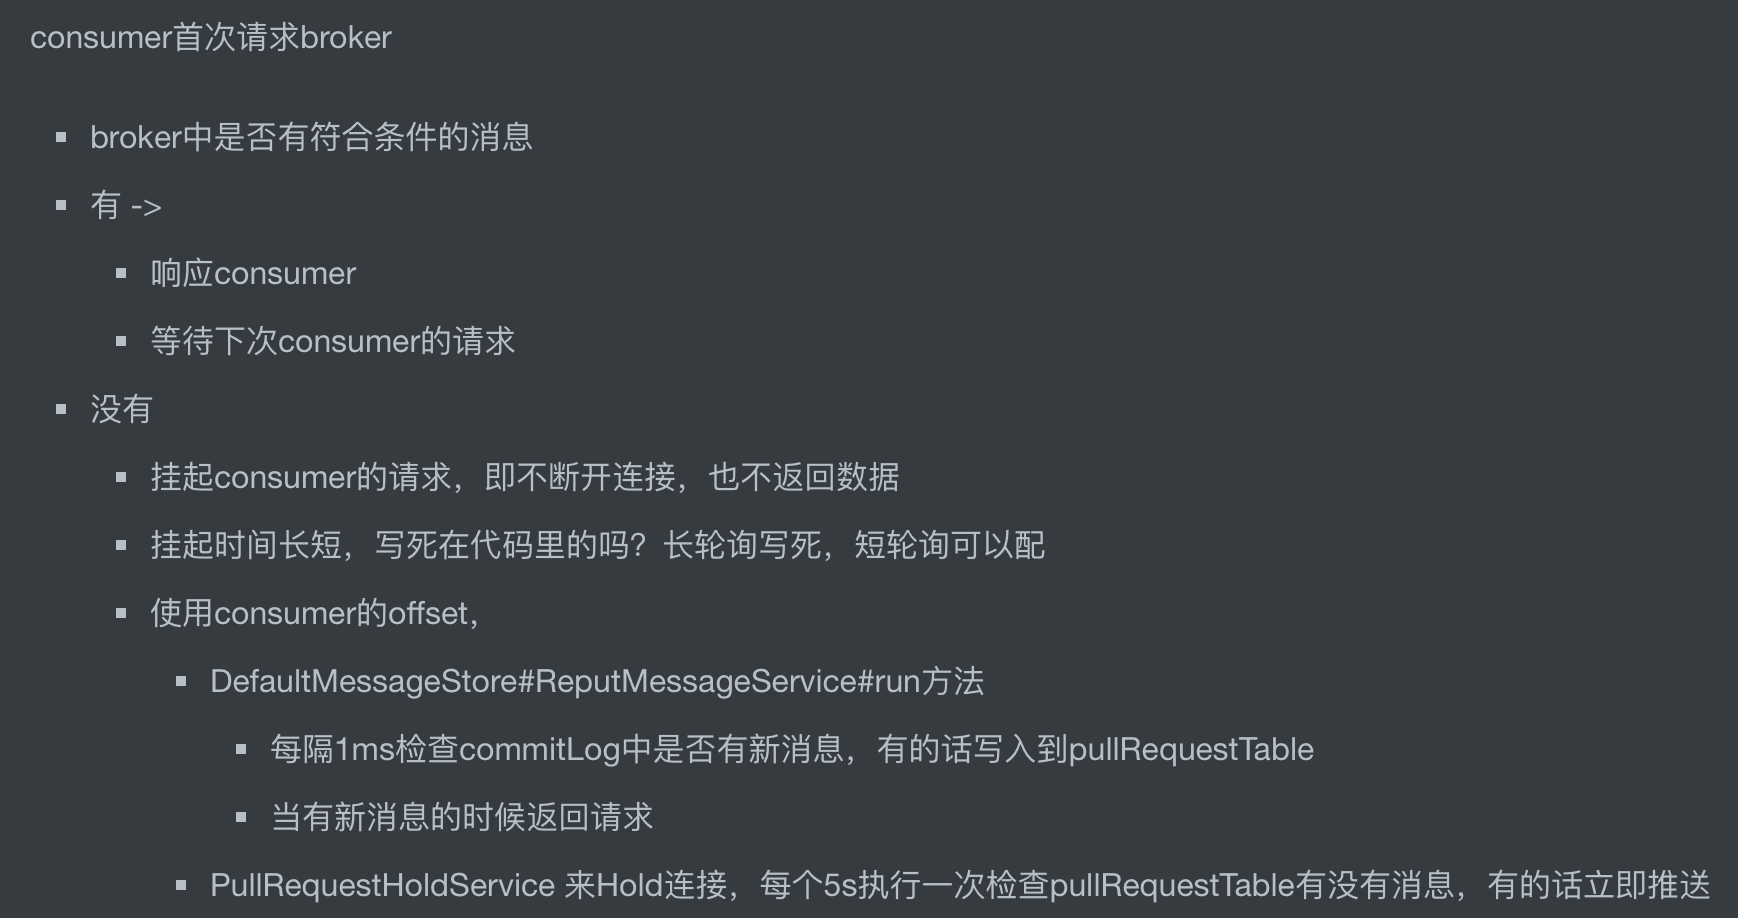 consumer首次请求broker
broker中是否有符合条件的消息
有 ->
响应consumer
等待下次consumer的请求
没有
挂起consumer的请求，即不断开连接，也不返回数据
挂起时间长短，写死在代码里的吗？长轮询写死，短轮询可以配
使用consumer的offset，
DefaultMessageStore#ReputMessageService#run方法
每隔1ms检查commitLog中是否有新消息，有的话写入到pullRequestTable
当有新消息的时候返回请求
PullRequestHoldService 来Hold连接，每个5s执行一次检查pullRequestTable有没有消息，有的话立即推送